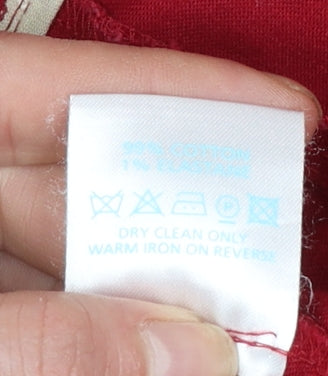 99% COTTON
1% ELASTANE
P
DRY CLEAN ONLY
WARM IRON ON REVERSE